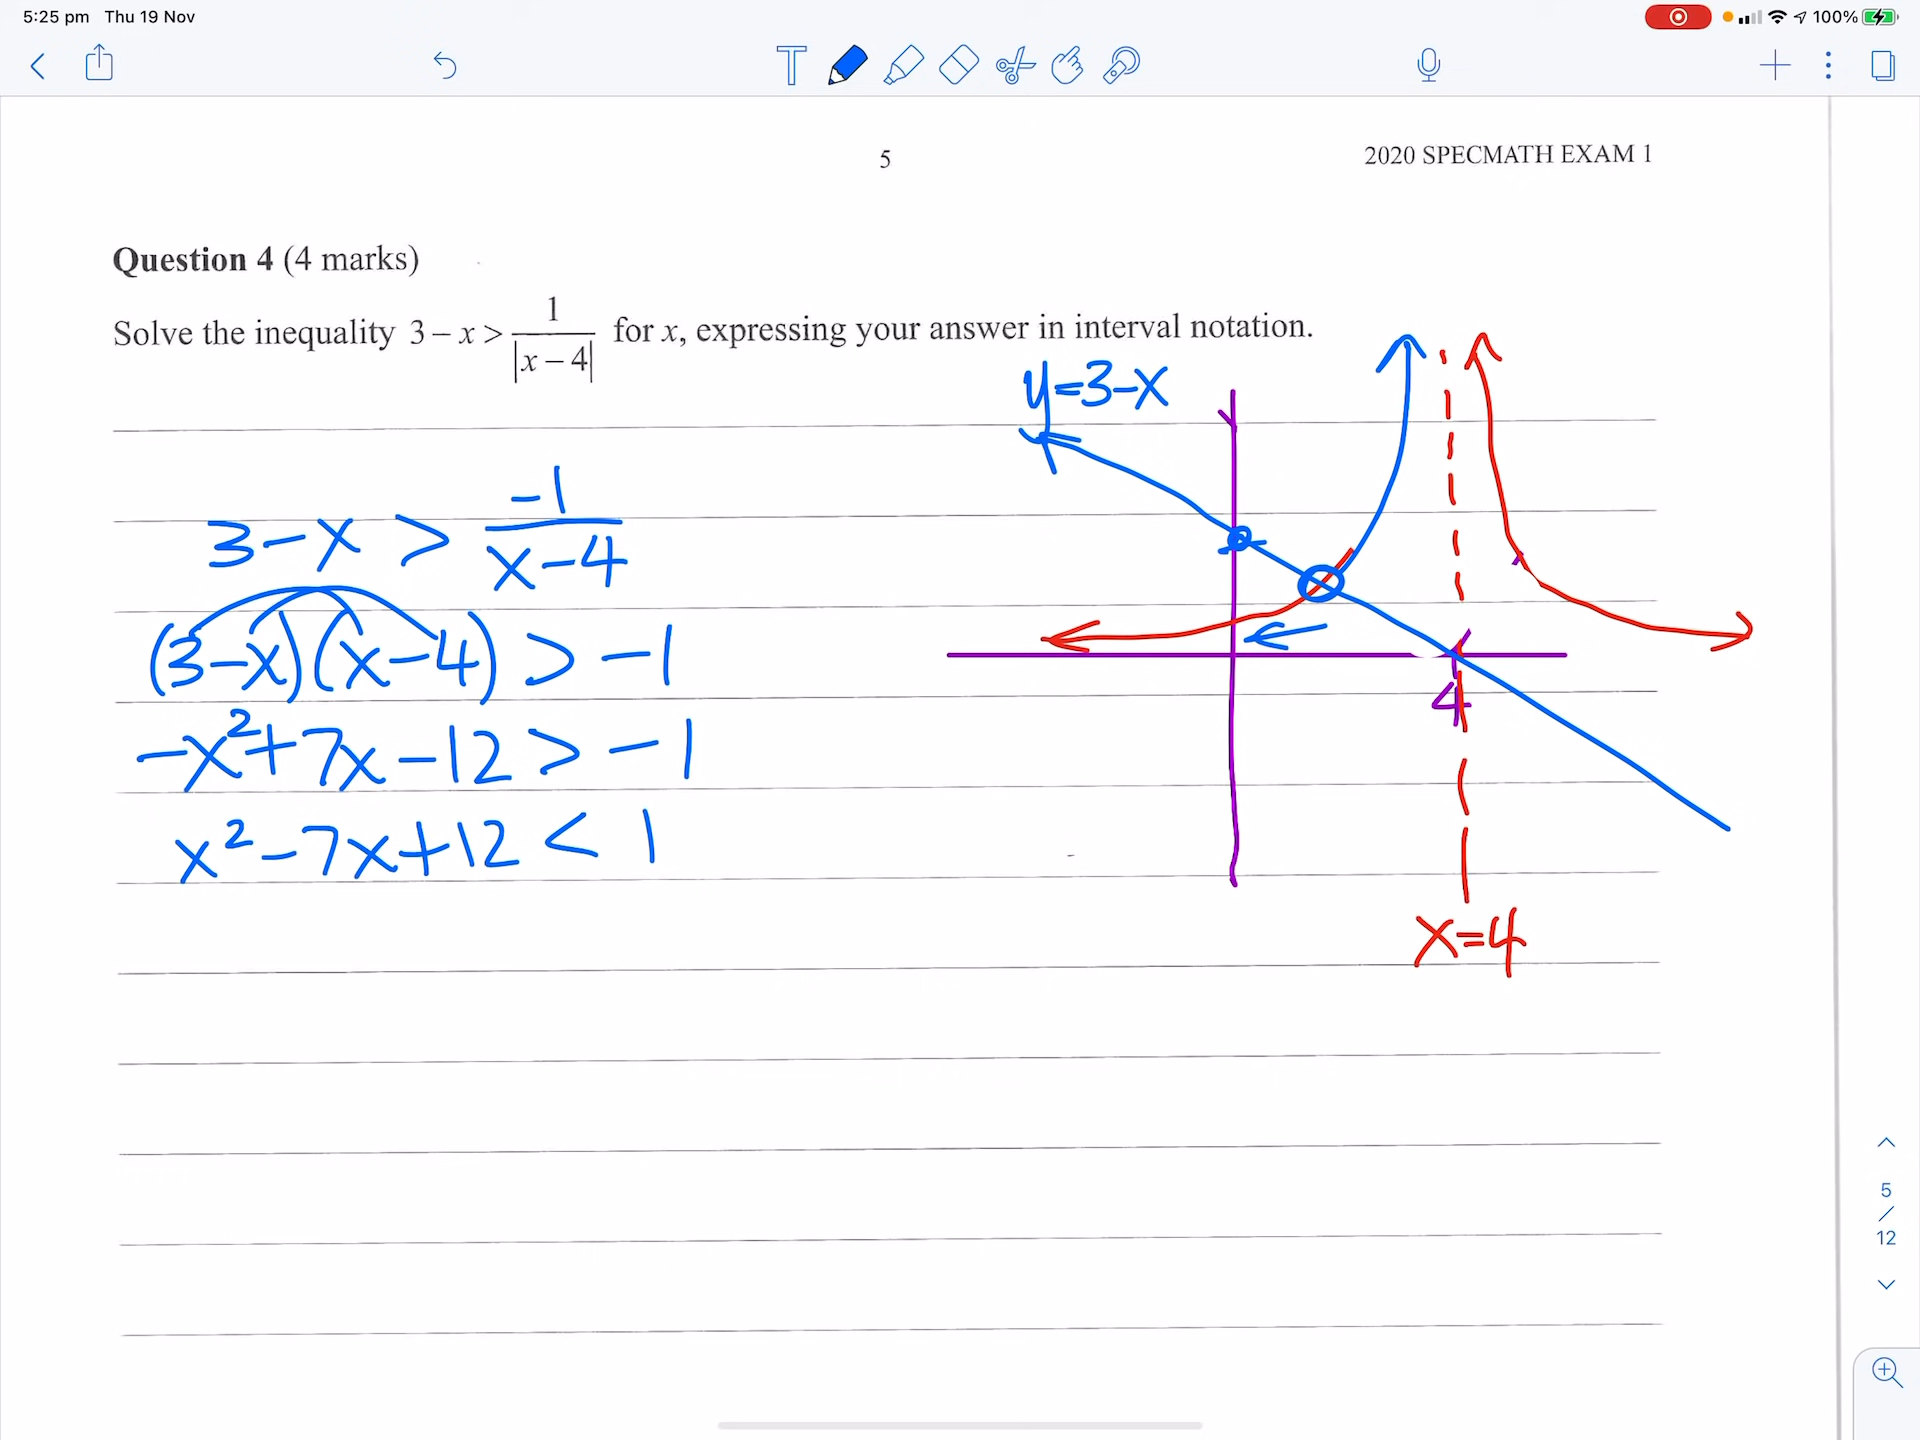 5:25 pm Thu 19 Nov
100%
T
5
2020 SPECMATH EXAM 1
Question 4 (4 marks)
Solve the inequality 3 – x > 1/|x – 4| for x, expressing your answer in interval notation.
y=3-x
3-x > -1/x-4
(3-x)(x-4) > -1
-x²+7x-12 > -1
x²-7x+12 < 1
4
x=4
5
/
12